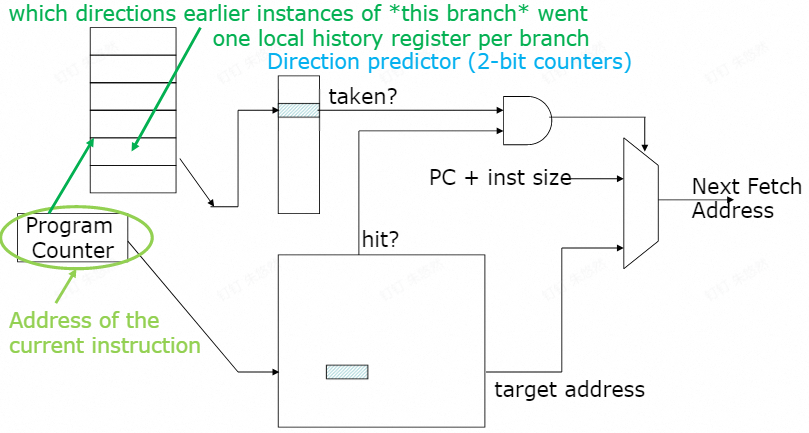 which directions earlier instances of *this branch* went
one local history register per branch
Direction predictor (2-bit counters)
taken?
PC + inst size
Next Fetch
Address
Program
Counter
hit?
Address of the
current instruction
target address